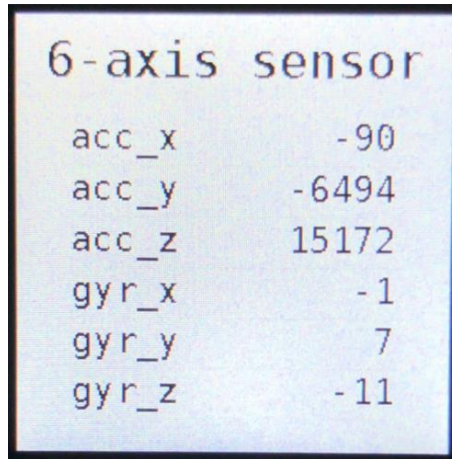 6-axis sensor
acc_x -90
acc_y -6494
acc_z 15172
gyr_x -1
gyr_y 7
gyr_z -11